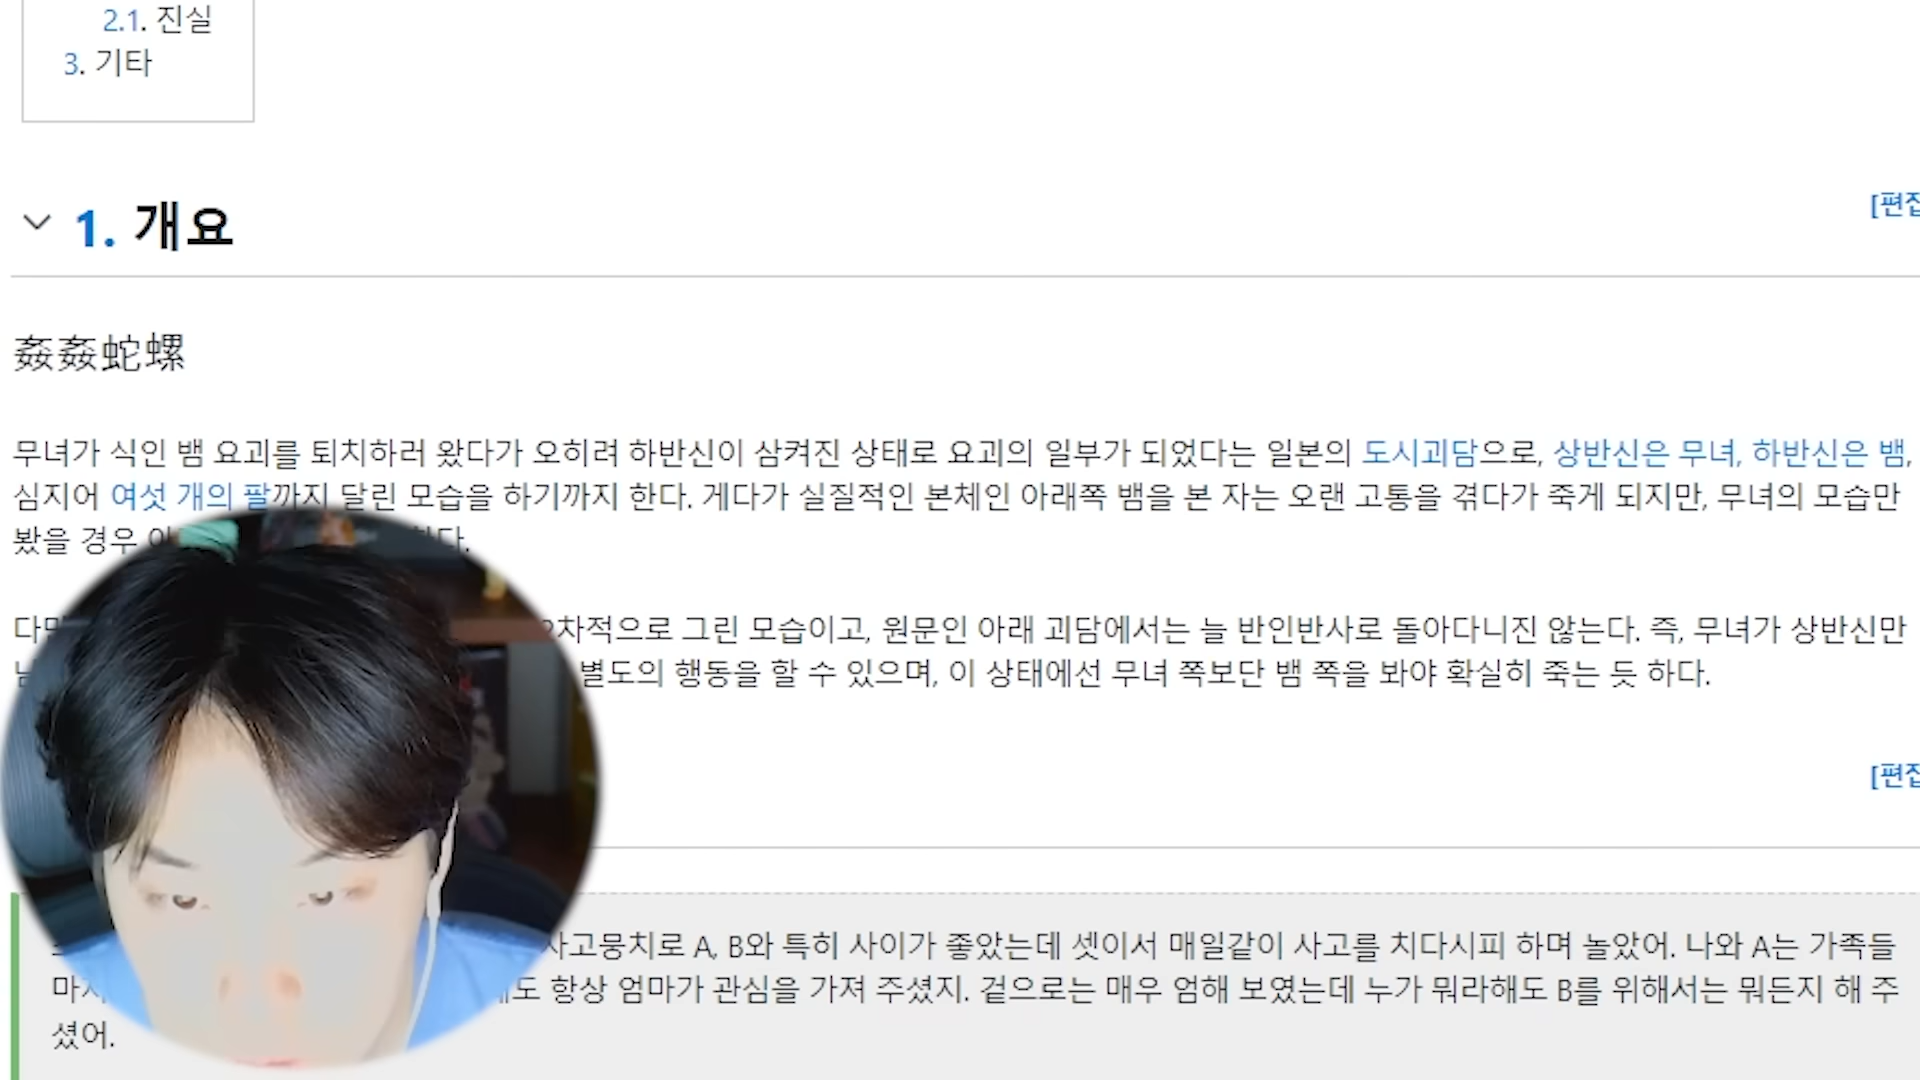 2.1. 진실
3. 기타
1. 개요
[편집
姦姦蛇螺
무녀가 식인 뱀 요괴를 퇴치하러 왔다가 오히려 하반신이 삼켜진 상태로 요괴의 일부가 되었다는 일본의 도시괴담으로, 상반신은 무녀, 하반신은 뱀,
심지어 여섯 개의 팔까지 달린 모습을 하기까지 한다. 게다가 실질적인 본체인 아래쪽 뱀을 본 자는 오랜 고통을 겪다가 죽게 되지만, 무녀의 모습만
봤을 경우
2차적으로 그린 모습이고, 원문인 아래 괴담에서는 늘 반인반사로 돌아다니진 않는다. 즉, 무녀가 상반신만
별도의 행동을 할 수 있으며, 이 상태에선 무녀 쪽보단 뱀 쪽을 봐야 확실히 죽는 듯 하다.
[편집
사고뭉치로 A, B와 특히 사이가 좋았는데 셋이서 매일같이 사고를 치다시피 하며 놀았어. 나와 A는 가족들
항상 엄마가 관심을 가져 주셨지. 겉으로는 매우 엄해 보였는데 누가 뭐라해도 B를 위해서는 뭐든지 해 주
셨어.